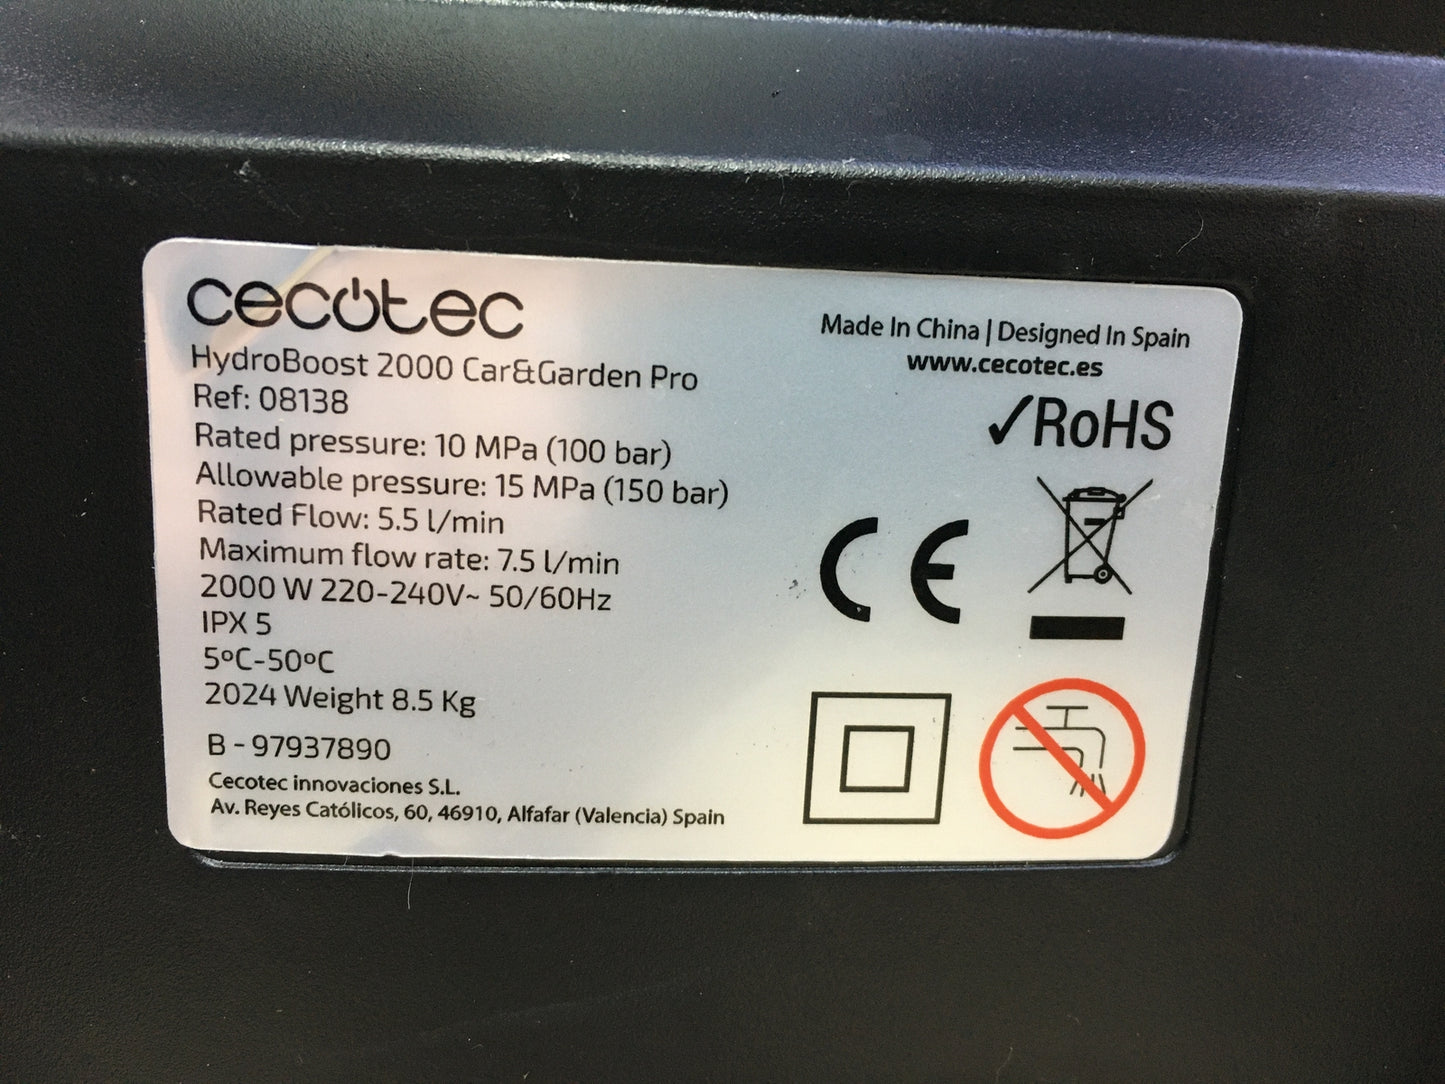 cecotec
HydroBoost 2000 Car&Garden Pro
Ref: 08138
Rated pressure: 10 MPa (100 bar)
Allowable pressure: 15 MPa (150 bar)
Rated Flow: 5.5 l/min
Maximum flow rate: 7.5 l/min
2000 W 220-240V~ 50/60Hz
IPX 5
5ºC-50ºC
2024 Weight 8.5 Kg
B - 97937890
Cecotec innovaciones S.L.
Av. Reyes Católicos, 60, 46910, Alfafar (Valencia) Spain
Made In China | Designed In Spain
www.cecotec.es
✓RoHS
CE